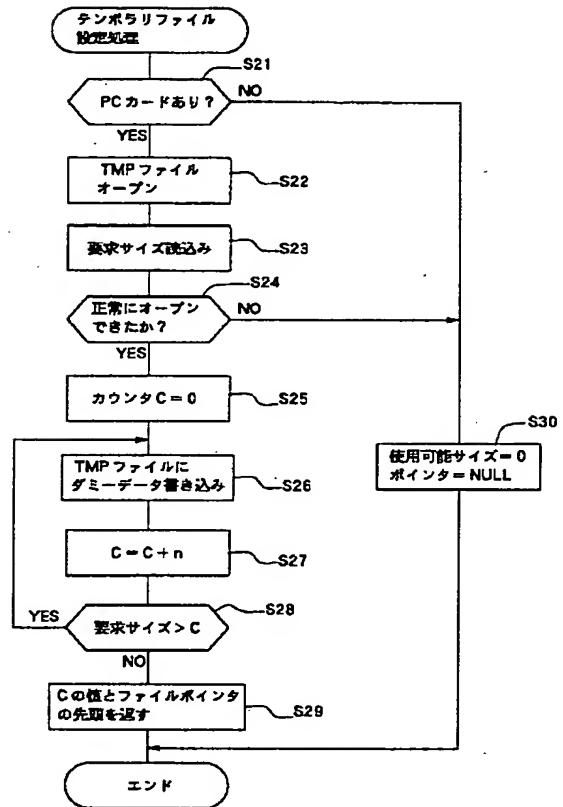 テンポラリファイル
設定処理
S21
PCカードあり？
NO
YES
TMPファイル
オープン
S22
要求サイズ読込み
S23
S24
正常にオープン
できたか？
NO
YES
カウンタC＝0
S25
S30
使用可能サイズ＝0
ポインタ＝NULL
TMPファイルに
ダミーデータ書き込み
S26
C＝C＋n
S27
S28
YES
要求サイズ＞C
NO
Cの値とファイルポインタ
の先頭を返す
S29
エンド